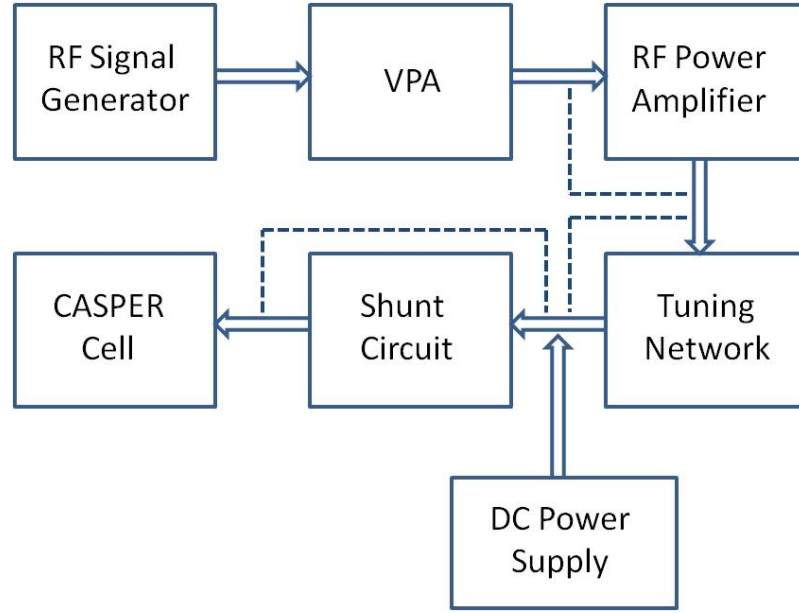 RF Signal
Generator
VPA
RF Power
Amplifier
CASPER
Cell
Shunt
Circuit
Tuning
Network
DC Power
Supply